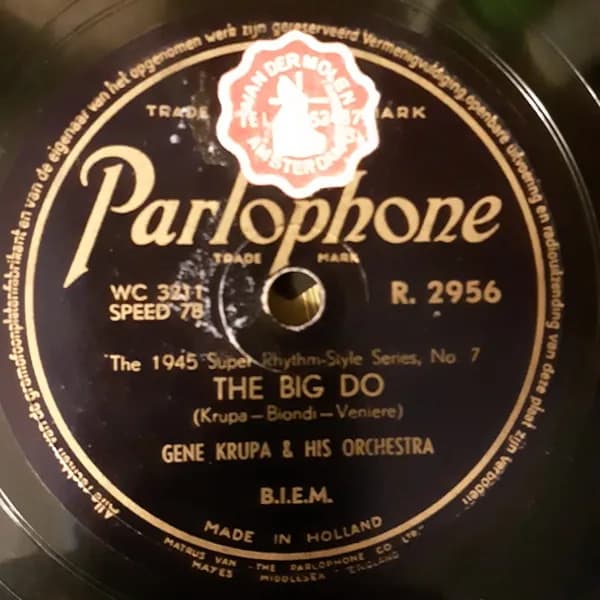 Alle rechten van de gramofoonplatenfabrikant en van de eigenaar van het opgenomen werk zijn gereserveerd Vermenigvuldiging openbare uitvoering en radiouitzending van deze plaat zijn verboden
VAN DER MOLEN
TEL.
AMSTERDAM
TRADE MARK
Parlophone
TRADE MARK
WC 3211
R. 2956
SPEED 78
The 1945 Super Rhythm-Style Series, No 7
THE BIG DO
(Krupa - Biondi - Veniere)
GENE KRUPA & HIS ORCHESTRA
B.I.E.M.
MADE IN HOLLAND
MATRIJS VAN "THE PARLOPHONE CO LTD."
HAYES MIDDLESEX ENGLAND